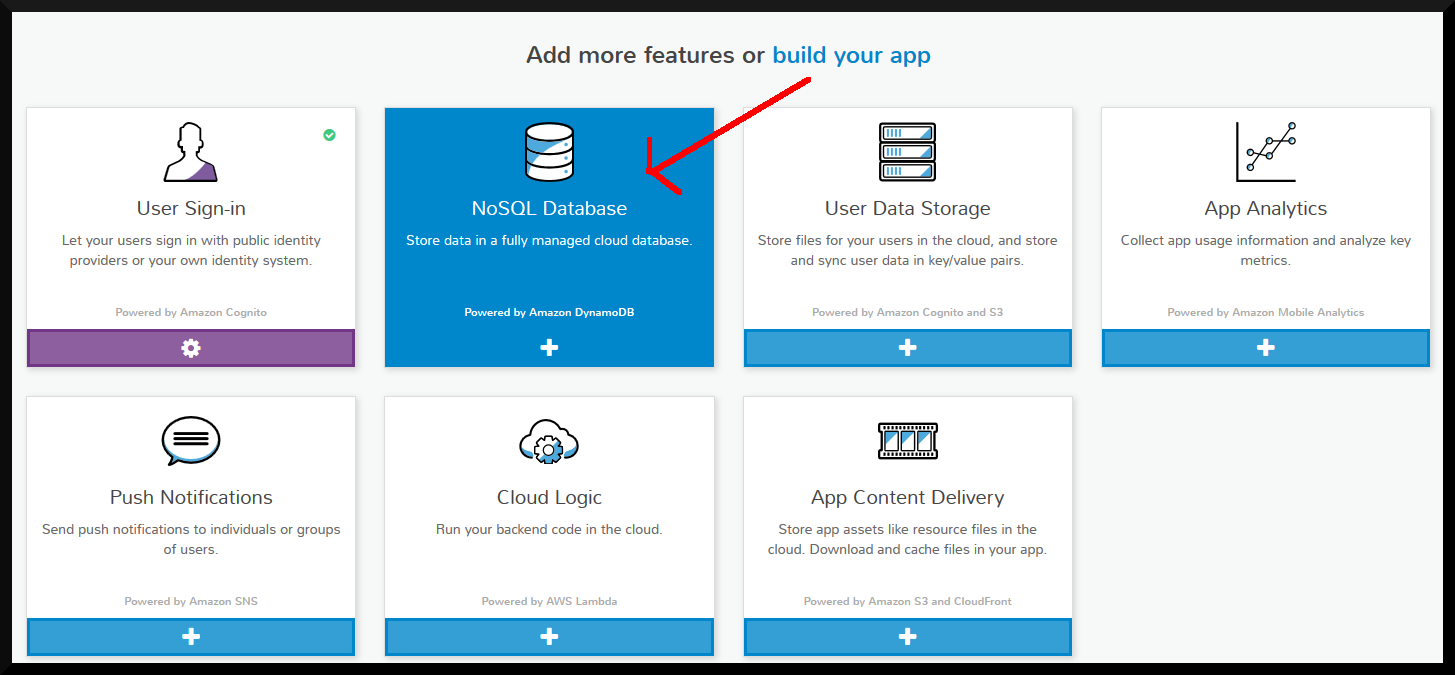 Add more features or build your app
User Sign-in
Let your users sign in with public identity
providers or your own identity system.
Powered by Amazon Cognito
NoSQL Database
Store data in a fully managed cloud database.
Powered by Amazon DynamoDB
User Data Storage
Store files for your users in the cloud, and store
and sync user data in key/value pairs.
Powered by Amazon Cognito and S3
App Analytics
Collect app usage information and analyze key
metrics.
Powered by Amazon Mobile Analytics
Push Notifications
Send push notifications to individuals or groups
of users.
Powered by Amazon SNS
Cloud Logic
Run your backend code in the cloud.
Powered by AWS Lambda
App Content Delivery
Store app assets like resource files in the
cloud. Download and cache files in your app.
Powered by Amazon S3 and CloudFront